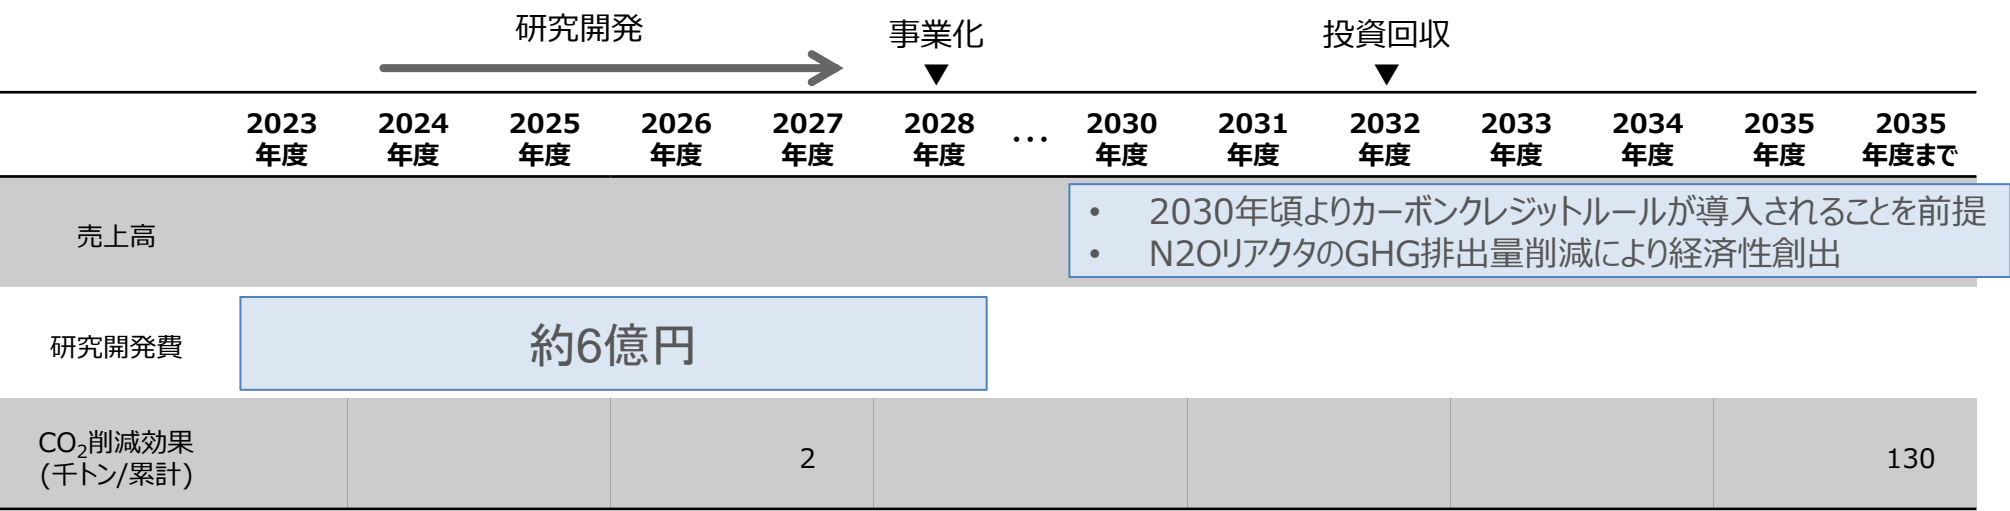 研究開発
事業化
投資回収
▼
▼
2023
年度
2024
年度
2025
年度
2026
年度
2027
年度
2028
年度
…
2030
年度
2031
年度
2032
年度
2033
年度
2034
年度
2035
年度
2035
年度まで
売上高
• 2030年頃よりカーボンクレジットルールが導入されることを前提
• N2OリアクタのGHG排出量削減により経済性創出
研究開発費
約6億円
CO₂削減効果
(千トン/累計)
2
130